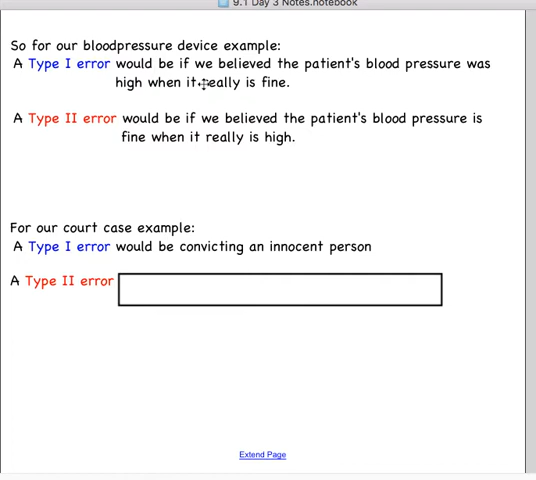 9.1 Day 3 Notes.notebook
So for our bloodpressure device example:
A Type I error would be if we believed the patient's blood pressure was
high when it really is fine.
A Type II error would be if we believed the patient's blood pressure is
fine when it really is high.
For our court case example:
A Type I error would be convicting an innocent person
A Type II error
Extend Page